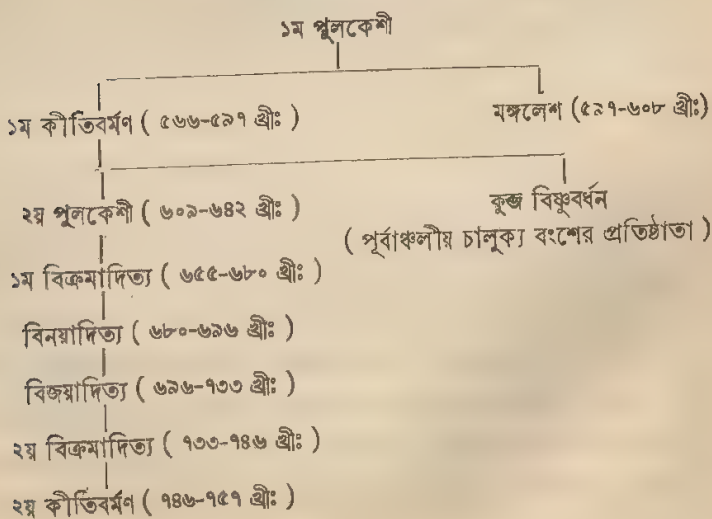 ১ম পুলকেশী
১ম কীর্তিবর্মণ ( ৫৬৬-৫৯৭ খ্রীঃ )
মঙ্গলেশ (৫৯৭-৬০৮ খ্রীঃ)
২য় পুলকেশী ( ৬০৯-৬৪২ খ্রীঃ )
কুব্জ বিষ্ণুবর্ধন
( পূর্বাঞ্চলীয় চালুক্য বংশের প্রতিষ্ঠাতা )
১ম বিক্রমাদিত্য ( ৬৫৫-৬৮০ খ্রীঃ )
বিনয়াদিত্য ( ৬৮০-৬৯৬ খ্রীঃ )
বিজয়াদিত্য ( ৬৯৬-৭৩৩ খ্রীঃ )
২য় বিক্রমাদিত্য ( ৭৩৩-৭৪৬ খ্রীঃ )
২য় কীর্তিবর্মণ ( ৭৪৬-৭৫৭ খ্রীঃ )